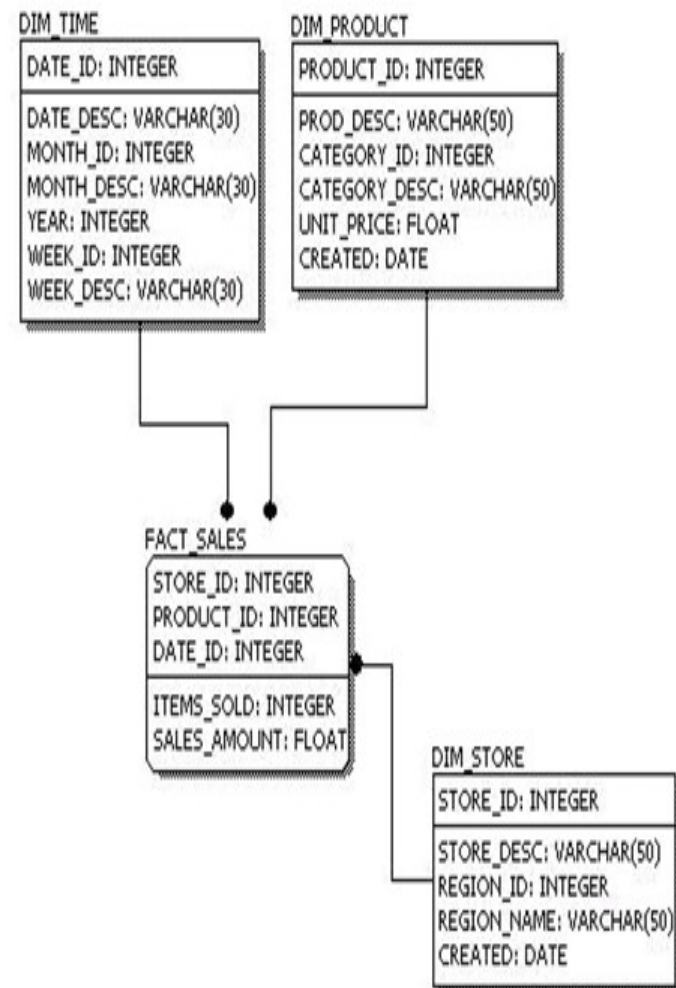 DIM_TIME
DATE_ID: INTEGER
DATE_DESC: VARCHAR(30)
MONTH_ID: INTEGER
MONTH_DESC: VARCHAR(30)
YEAR: INTEGER
WEEK_ID: INTEGER
WEEK_DESC: VARCHAR(30)
DIM_PRODUCT
PRODUCT_ID: INTEGER
PROD_DESC: VARCHAR(50)
CATEGORY_ID: INTEGER
CATEGORY_DESC: VARCHAR(50)
UNIT_PRICE: FLOAT
CREATED: DATE
FACT_SALES
STORE_ID: INTEGER
PRODUCT_ID: INTEGER
DATE_ID: INTEGER
ITEMS_SOLD: INTEGER
SALES_AMOUNT: FLOAT
DIM_STORE
STORE_ID: INTEGER
STORE_DESC: VARCHAR(50)
REGION_ID: INTEGER
REGION_NAME: VARCHAR(50)
CREATED: DATE